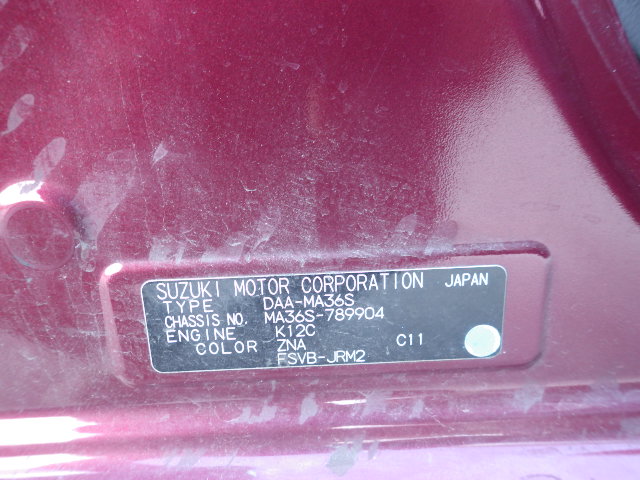 SUZUKI MOTOR CORPORATION JAPAN
TYPE DAA-MA36S
CHASSIS NO. MA36S-789904
ENGINE K12C
COLOR ZNA C11
FSVB-JRM2